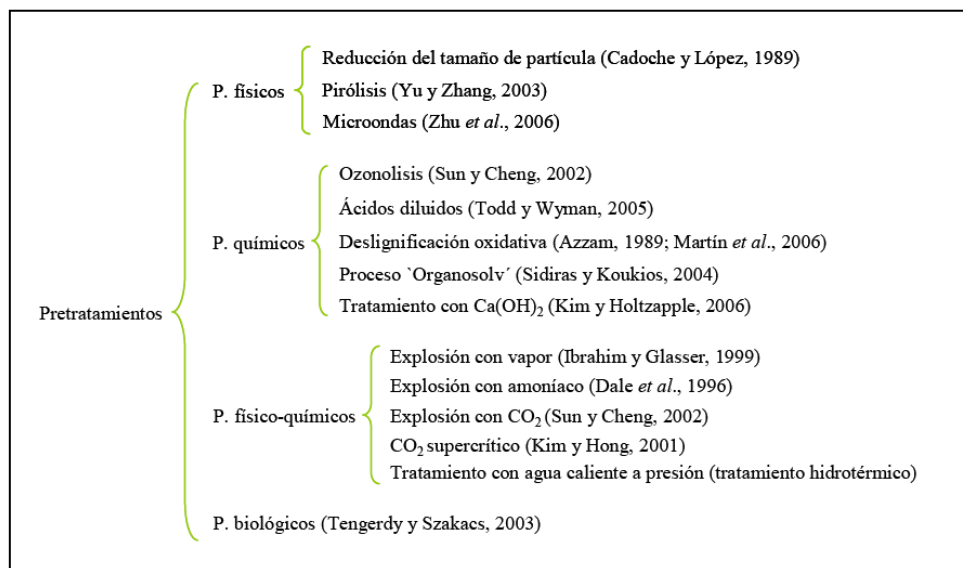 Pretratamientos
P. físicos
Reducción del tamaño de partícula (Cadoche y López, 1989)
Pirólisis (Yu y Zhang, 2003)
Microondas (Zhu et al., 2006)
P. químicos
Ozonolisis (Sun y Cheng, 2002)
Ácidos diluidos (Todd y Wyman, 2005)
Deslignificación oxidativa (Azzam, 1989; Martín et al., 2006)
Proceso `Organosolv´ (Sidiras y Koukios, 2004)
Tratamiento con Ca(OH)₂ (Kim y Holtzapple, 2006)
P. físico-químicos
Explosión con vapor (Ibrahim y Glasser, 1999)
Explosión con amoníaco (Dale et al., 1996)
Explosión con CO₂ (Sun y Cheng, 2002)
CO₂ supercrítico (Kim y Hong, 2001)
Tratamiento con agua caliente a presión (tratamiento hidrotérmico)
P. biológicos (Tengerdy y Szakacs, 2003)